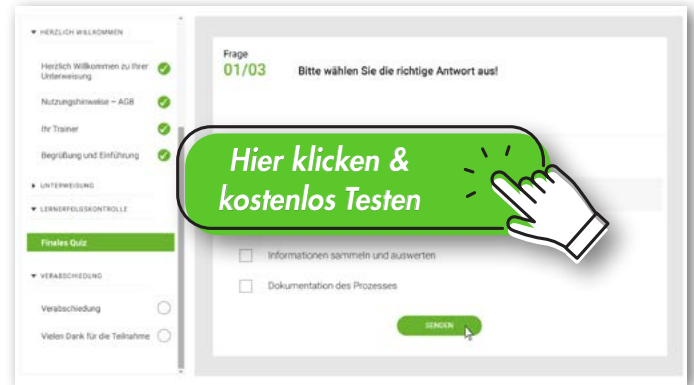 ▼ HERZLICH WILLKOMMEN
Herzlich Willkommen zu Ihrer
Unterweisung
Nutzungshinweise – AGB
Ihr Trainer
Begrüßung und Einführung
▶ UNTERWEISUNG
▼ LERNERFOLGSKONTROLLE
Finales Quiz
▼ VERABSCHIEDUNG
Verabschiedung
Vielen Dank für die Teilnahme
Frage
01/03
Bitte wählen Sie die richtige Antwort aus!
Hier klicken &
kostenlos Testen
Informationen sammeln und auswerten
Dokumentation des Prozesses
SENDEN